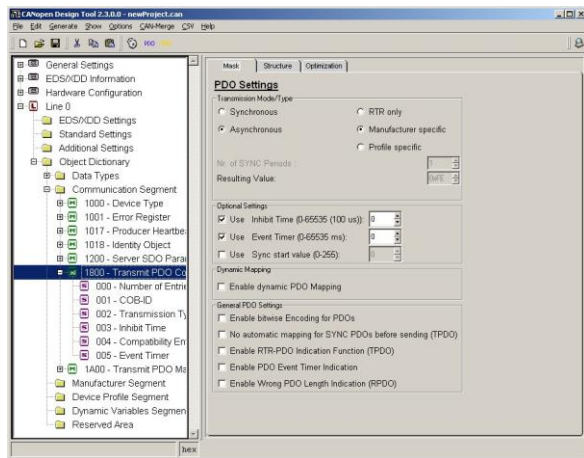 CANopen Design Tool 2.3.0.0 - newProject.can
File Edit Generate Show Options CAN-Merge CSV Help
General Settings
EDS/XDD Information
Hardware Configuration
Line 0
EDS/XDD Settings
Standard Settings
Additional Settings
Object Dictionary
Data Types
Communication Segment
1000 - Device Type
1001 - Error Register
1017 - Producer Heartbe
1018 - Identity Object
1200 - Server SDO Para
1800 - Transmit PDO Co
000 - Number of Entrie
001 - COB-ID
002 - Transmission Ty
003 - Inhibit Time
004 - Compatibility En
005 - Event Timer
1A00 - Transmit PDO Ma
Manufacturer Segment
Device Profile Segment
Dynamic Variables Segmen
Reserved Area
hex
Mask Structure Optimization
PDO Settings
Transmission Mode/Type
Synchronous RTR only
Asynchronous Manufacturer specific
Profile specific
Nr. of SYNC Periods : 1
Resulting Value: 0xFE
Optional Settings
Use Inhibit Time (0-65535 (100 us)): 0
Use Event Timer (0-65535 ms): 0
Use Sync start value (0-255): 0
Dynamic Mapping
Enable dynamic PDO Mapping
General PDO Settings
Enable bitwise Encoding for PDOs
No automatic mapping for SYNC PDOs before sending (TPDO)
Enable RTR-PDO Indication Function (TPDO)
Enable PDO Event Timer Indication
Enable Wrong PDO Length Indication (RPDO)